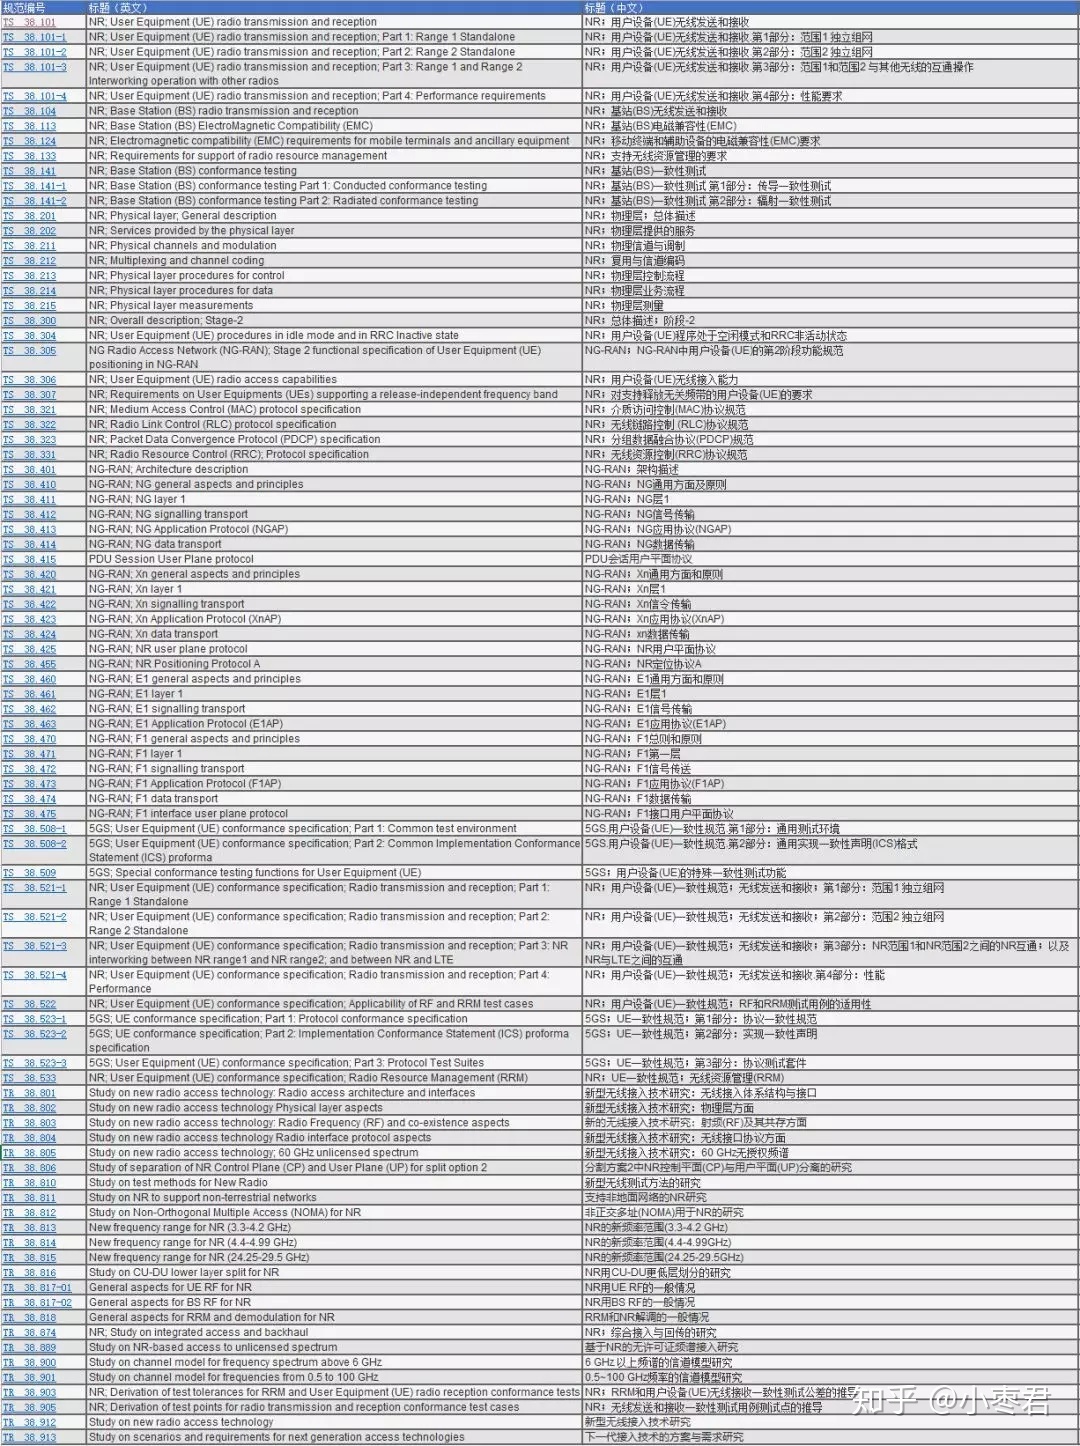 规范编号 标题（英文） 标题（中文）
TS 38.101 NR; User Equipment (UE) radio transmission and reception NR；用户设备(UE)无线发送和接收
TS 38.101-1 NR; User Equipment (UE) radio transmission and reception; Part 1: Range 1 Standalone NR；用户设备(UE)无线发送和接收.第1部分：范围1 独立组网
TS 38.101-2 NR; User Equipment (UE) radio transmission and reception; Part 2: Range 2 Standalone NR；用户设备(UE)无线发送和接收.第2部分：范围2 独立组网
TS 38.101-3 NR; User Equipment (UE) radio transmission and reception; Part 3: Range 1 and Range 2 NR；用户设备(UE)无线发送和接收.第3部分：范围1和范围2 与其他无线的互通操作
Interworking operation with other radios
TS 38.101-4 NR; User Equipment (UE) radio transmission and reception; Part 4: Performance requirements NR；用户设备(UE)无线发送和接收.第4部分：性能要求
TS 38.104 NR; Base Station (BS) radio transmission and reception NR；基站(BS)无线发送和接收
TS 38.113 NR; Base Station (BS) ElectroMagnetic Compatibility (EMC) NR；基站(BS)电磁兼容性(EMC)
TS 38.124 NR; Electromagnetic compatibility (EMC) requirements for mobile terminals and ancillary equipment NR；移动终端和辅助设备的电磁兼容性(EMC)要求
TS 38.133 NR; Requirements for support of radio resource management NR；支持无线资源管理的要求
TS 38.141 NR; Base Station (BS) conformance testing NR；基站(BS)一致性测试
TS 38.141-1 NR; Base Station (BS) conformance testing Part 1: Conducted conformance testing NR；基站(BS)一致性测试 第1部分：传导一致性测试
TS 38.141-2 NR; Base Station (BS) conformance testing Part 2: Radiated conformance testing NR；基站(BS)一致性测试 第2部分：辐射一致性测试
TS 38.201 NR; Physical layer; General description NR；物理层；总体描述
TS 38.202 NR; Services provided by the physical layer NR；物理层提供的服务
TS 38.211 NR; Physical channels and modulation NR；物理信道与调制
TS 38.212 NR; Multiplexing and channel coding NR；复用与信道编码
TS 38.213 NR; Physical layer procedures for control NR；物理层控制流程
TS 38.214 NR; Physical layer procedures for data NR；物理层业务流程
TS 38.215 NR; Physical layer measurements NR；物理层测量
TS 38.300 NR; Overall description; Stage-2 NR；总体描述；阶段-2
TS 38.304 NR; User Equipment (UE) procedures in idle mode and in RRC Inactive state NR；用户设备(UE)程序处于空闲模式和RRC非活动状态
TS 38.305 NG Radio Access Network (NG-RAN); Stage 2 functional specification of User Equipment (UE) NG-RAN；NG-RAN中用户设备(UE)的第2阶段功能规范
positioning in NG-RAN
TS 38.306 NR; User Equipment (UE) radio access capabilities NR；用户设备(UE)无线接入能力
TS 38.307 NR; Requirements on User Equipments (UEs) supporting a release-independent frequency band NR；对支持释放无关频带的用户设备(UE)的要求
TS 38.321 NR; Medium Access Control (MAC) protocol specification NR；介质访问控制(MAC)协议规范
TS 38.322 NR; Radio Link Control (RLC) protocol specification NR；无线链路控制 (RLC)协议规范
TS 38.323 NR; Packet Data Convergence Protocol (PDCP) specification NR；分组数据融合协议(PDCP)规范
TS 38.331 NR; Radio Resource Control (RRC); Protocol specification NR；无线资源控制(RRC)协议规范
TS 38.401 NG-RAN; Architecture description NG-RAN；架构描述
TS 38.410 NG-RAN; NG general aspects and principles NG-RAN；NG通用方面及原则
TS 38.411 NG-RAN; NG layer 1 NG-RAN；NG层1
TS 38.412 NG-RAN; NG signalling transport NG-RAN；NG信号传输
TS 38.413 NG-RAN; NG Application Protocol (NGAP) NG-RAN；NG应用协议(NGAP)
TS 38.414 NG-RAN; NG data transport NG-RAN；NG数据传输
TS 38.415 PDU Session User Plane protocol PDU会话用户平面协议
TS 38.420 NG-RAN; Xn general aspects and principles NG-RAN；Xn通用方面和原则
TS 38.421 NG-RAN; Xn layer 1 NG-RAN；Xn层1
TS 38.422 NG-RAN; Xn signalling transport NG-RAN；Xn信令传输
TS 38.423 NG-RAN; Xn Application Protocol (XnAP) NG-RAN；Xn应用协议(XnAP)
TS 38.424 NG-RAN; Xn data transport NG-RAN；xn数据传输
TS 38.425 NG-RAN; NR user plane protocol NG-RAN；NR用户平面协议
TS 38.455 NG-RAN; NR Positioning Protocol A NG-RAN；NR定位协议A
TS 38.460 NG-RAN; E1 general aspects and principles NG-RAN；E1通用方面和原则
TS 38.461 NG-RAN; E1 layer 1 NG-RAN；E1层1
TS 38.462 NG-RAN; E1 signalling transport NG-RAN；E1信号传输
TS 38.463 NG-RAN; E1 Application Protocol (E1AP) NG-RAN；E1应用协议(E1AP)
TS 38.470 NG-RAN; F1 general aspects and principles NG-RAN；F1总则和原则
TS 38.471 NG-RAN; F1 layer 1 NG-RAN；F1第一层
TS 38.472 NG-RAN; F1 signalling transport NG-RAN；F1信号传送
TS 38.473 NG-RAN; F1 Application Protocol (F1AP) NG-RAN；F1应用协议(F1AP)
TS 38.474 NG-RAN; F1 data transport NG-RAN；F1数据传输
TS 38.475 NG-RAN; F1 interface user plane protocol NG-RAN；F1接口用户平面协议
TS 38.508-1 5GS; User Equipment (UE) conformance specification; Part 1: Common test environment 5GS.用户设备(UE)一致性规范.第1部分：通用测试环境
TS 38.508-2 5GS; User Equipment (UE) conformance specification; Part 2: Common Implementation Conformance 5GS.用户设备(UE)一致性规范.第2部分：通用实现一致性声明(ICS)格式
Statement (ICS) proforma
TS 38.509 5GS; Special conformance testing functions for User Equipment (UE) 5GS；用户设备(UE)的特殊一致性测试功能
TS 38.521-1 NR; User Equipment (UE) conformance specification; Radio transmission and reception; Part 1: NR；用户设备(UE)一致性规范；无线发送和接收；第1部分：范围1 独立组网
Range 1 Standalone
TS 38.521-2 NR; User Equipment (UE) conformance specification; Radio transmission and reception; Part 2: NR；用户设备(UE)一致性规范；无线发送和接收；第2部分：范围2 独立组网
Range 2 Standalone
TS 38.521-3 NR; User Equipment (UE) conformance specification; Radio transmission and reception; Part 3: NR NR；用户设备(UE)一致性规范；无线发送和接收；第3部分：NR范围1和NR范围2之间的NR互通；以及
interworking between NR range1 and NR range2; and between NR and LTE NR与LTE之间的互通
TS 38.521-4 NR; User Equipment (UE) conformance specification; Radio transmission and reception; Part 4: NR；用户设备(UE)一致性规范；无线发送和接收.第4部分：性能
Performance
TS 38.522 NR; User Equipment (UE) conformance specification; Applicability of RF and RRM test cases NR；用户设备(UE)一致性规范；RF和RRM测试用例的适用性
TS 38.523-1 5GS; UE conformance specification; Part 1: Protocol conformance specification 5GS；UE一致性规范；第1部分：协议一致性规范
TS 38.523-2 5GS; UE conformance specification; Part 2: Implementation Conformance Statement (ICS) proforma 5GS；UE一致性规范；第2部分：实现一致性声明
specification
TS 38.523-3 5GS; User Equipment (UE) conformance specification; Part 3: Protocol Test Suites 5GS；UE一致性规范；第3部分：协议测试套件
TS 38.533 NR; User Equipment (UE) conformance specification; Radio Resource Management (RRM) NR；UE一致性规范；无线资源管理(RRM)
TR 38.801 Study on new radio access technology: Radio access architecture and interfaces 新型无线接入技术研究：无线接入体系结构与接口
TR 38.802 Study on new radio access technology Physical layer aspects 新型无线接入技术研究：物理层方面
TR 38.803 Study on new radio access technology: Radio Frequency (RF) and co-existence aspects 新的无线接入技术研究：射频(RF)及其共存方面
TR 38.804 Study on new radio access technology Radio interface protocol aspects 新型无线接入技术研究：无线接口协议方面
TR 38.805 Study on new radio access technology; 60 GHz unlicensed spectrum 新型无线接入技术研究：60 GHz无授权频谱
TR 38.806 Study of separation of NR Control Plane (CP) and User Plane (UP) for split option 2 分割方案2中NR控制平面(CP)与用户平面(UP)分离的研究
TR 38.810 Study on test methods for New Radio 新型无线测试方法的研究
TR 38.811 Study on NR to support non-terrestrial networks 支持非地面网络的NR研究
TR 38.812 Study on Non-Orthogonal Multiple Access (NOMA) for NR 非正交多址(NOMA)用于NR的研究
TR 38.813 New frequency range for NR (3.3-4.2 GHz) NR的新频率范围(3.3-4.2 GHz)
TR 38.814 New frequency range for NR (4.4-4.99 GHz) NR的新频率范围(4.4-4.99GHz)
TR 38.815 New frequency range for NR (24.25-29.5 GHz) NR的新频率范围(24.25-29.5GHz)
TR 38.816 Study on CU-DU lower layer split for NR NR用CU-DU更低层划分的研究
TR 38.817-01 General aspects for UE RF for NR NR用UE RF的一般情况
TR 38.817-02 General aspects for BS RF for NR NR用BS RF的一般情况
TR 38.818 General aspects for RRM and demodulation for NR RRM和NR解调的一般情况
TR 38.874 NR; Study on integrated access and backhaul NR；综合接入与回传的研究
TR 38.889 Study on NR-based access to unlicensed spectrum 基于NR的无许可证频谱接入研究
TR 38.900 Study on channel model for frequency spectrum above 6 GHz 6 GHz以上频谱的信道模型研究
TR 38.901 Study on channel model for frequencies from 0.5 to 100 GHz 0.5~100 GHz频率的信道模型研究
TR 38.903 NR; Derivation of test tolerances for RRM and User Equipment (UE) radio reception conformance tests NR；RRM和用户设备(UE)无线接收一致性测试公差的推导
TR 38.905 NR; Derivation of test points for radio transmission and reception conformance test cases NR；无线发送和接收一致性测试用例测试点的推导
TR 38.912 Study on new radio access technology 新型无线接入技术研究
TR 38.913 Study on scenarios and requirements for next generation access technologies 下一代接入技术的方案与需求研究
知乎 @小枣君